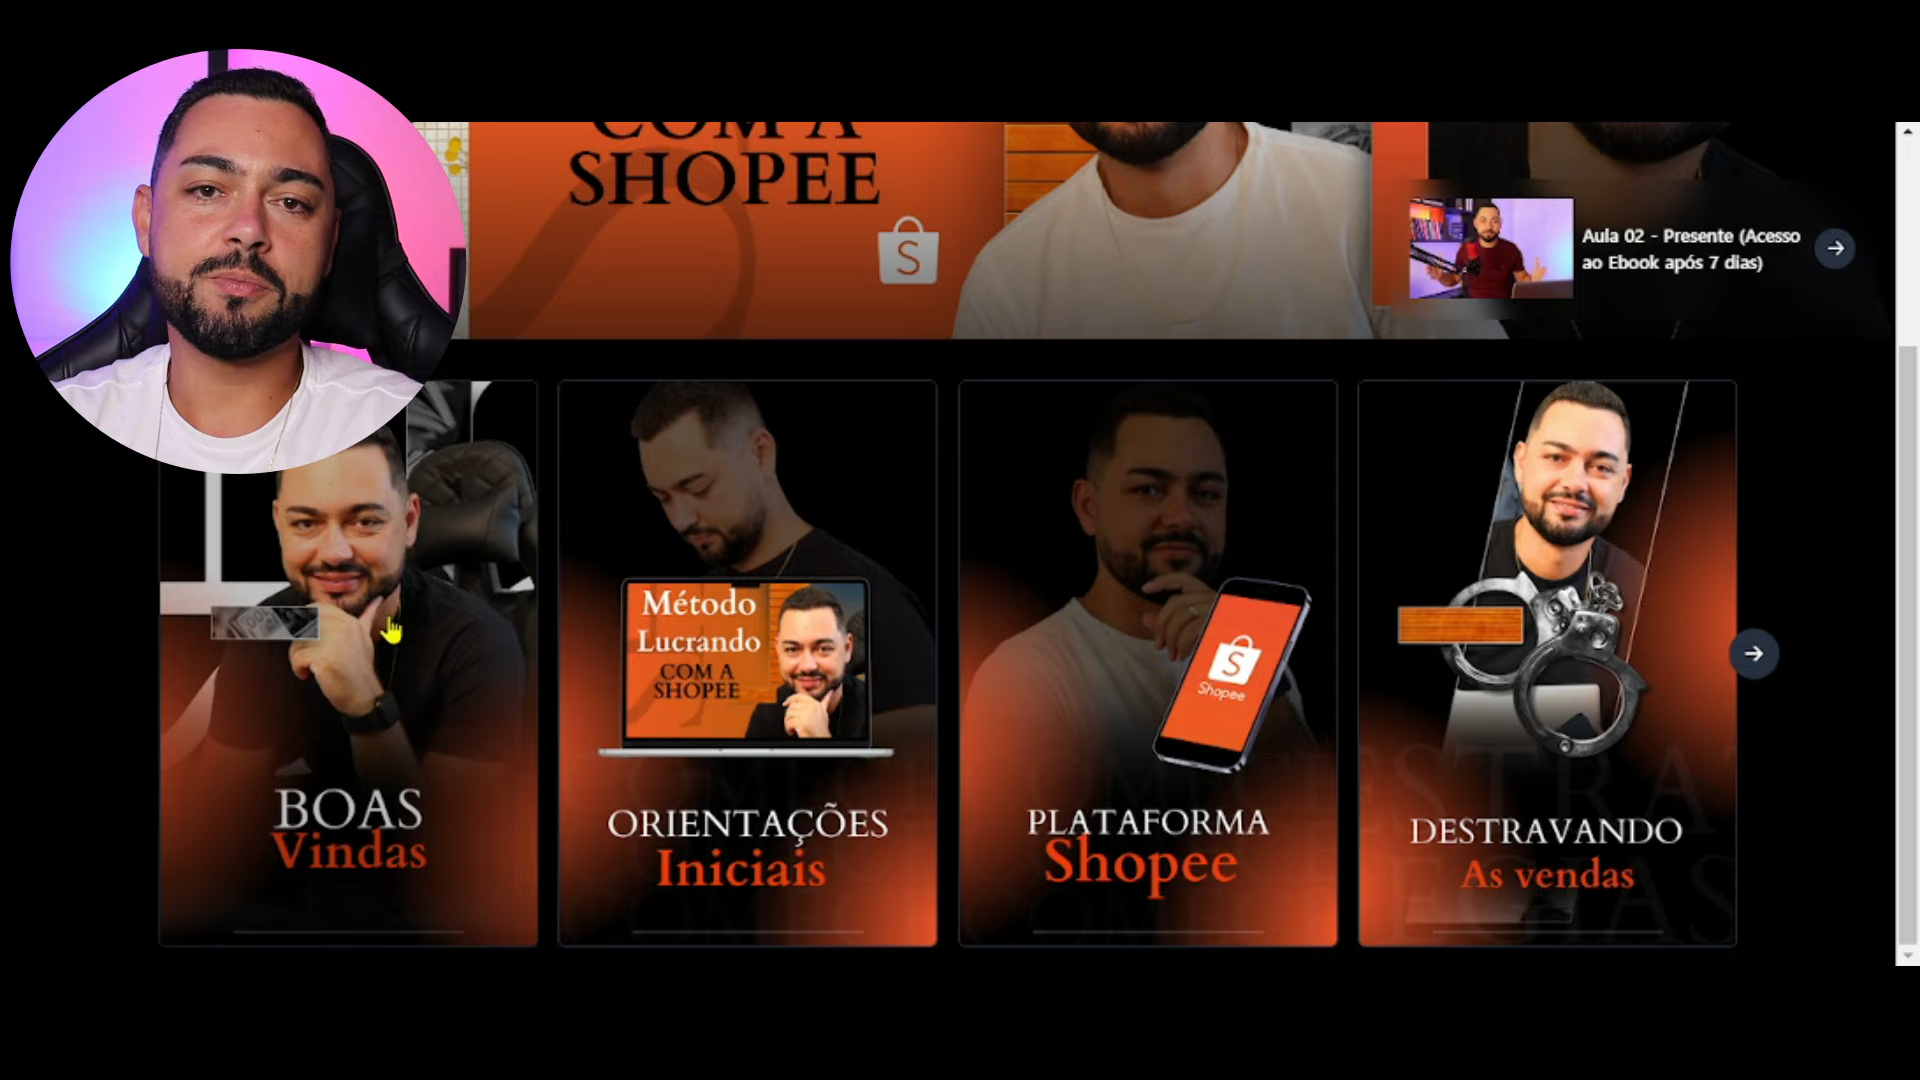 COM A
SHOPEE
S
Aula 02 - Presente (Acesso
ao Ebook após 7 dias)
BOAS
Vindas
Método
Lucrando
COM A
SHOPEE
ORIENTAÇÕES
Iniciais
S
Shopee
PLATAFORMA
Shopee
DESTRAVANDO
As vendas